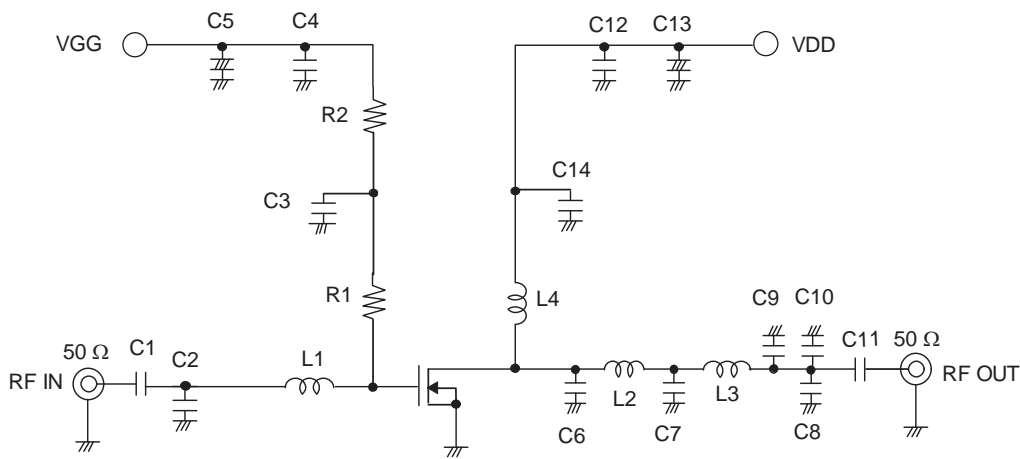 C5 C4 C12 C13
VGG VDD
R2
C14
C3
R1 L4
C9 C10
50 Ω C1 C2 L1 C11 50 Ω
RF IN RF OUT
L2 L3
C6 C7 C8